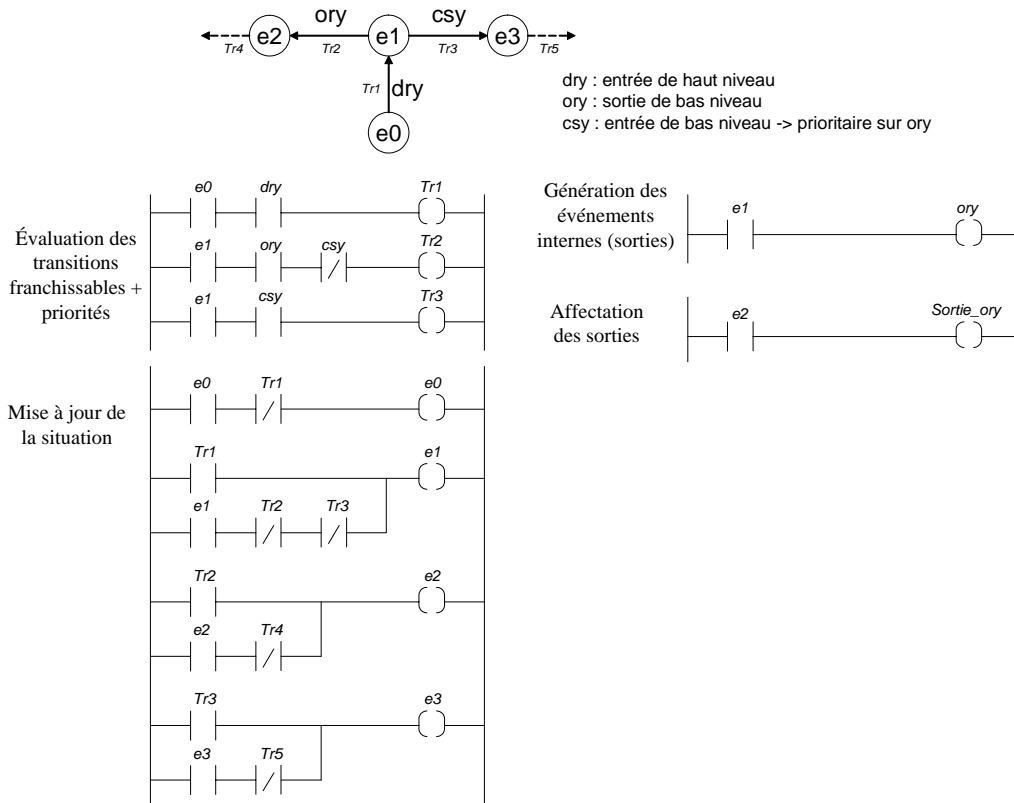 ory csy
e2 e1 e3
Tr4 Tr2 Tr3 Tr5
Tr1 dry
e0
dry : entrée de haut niveau
ory : sortie de bas niveau
csy : entrée de bas niveau -> prioritaire sur ory
Évaluation des
transitions
franchissables +
priorités
e0 dry Tr1
e1 ory csy Tr2
e1 csy Tr3
Génération des
événements
internes (sorties)
e1 ory
Affectation
des sorties
e2 Sortie_ory
Mise à jour de
la situation
e0 Tr1 e0
Tr1 e1
e1 Tr2 Tr3
Tr2 e2
e2 Tr4
Tr3 e3
e3 Tr5